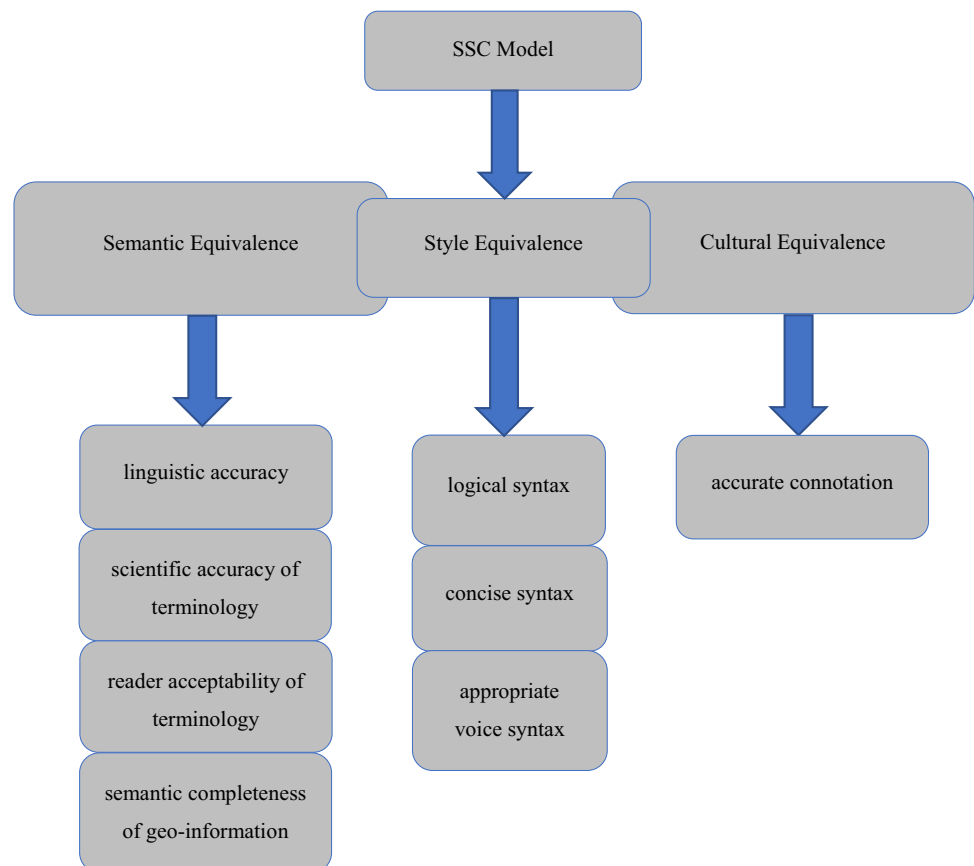 SSC Model
Semantic Equivalence
Style Equivalence
Cultural Equivalence
linguistic accuracy
scientific accuracy of
terminology
reader acceptability of
terminology
semantic completeness
of geo-information
logical syntax
concise syntax
appropriate
voice syntax
accurate connotation